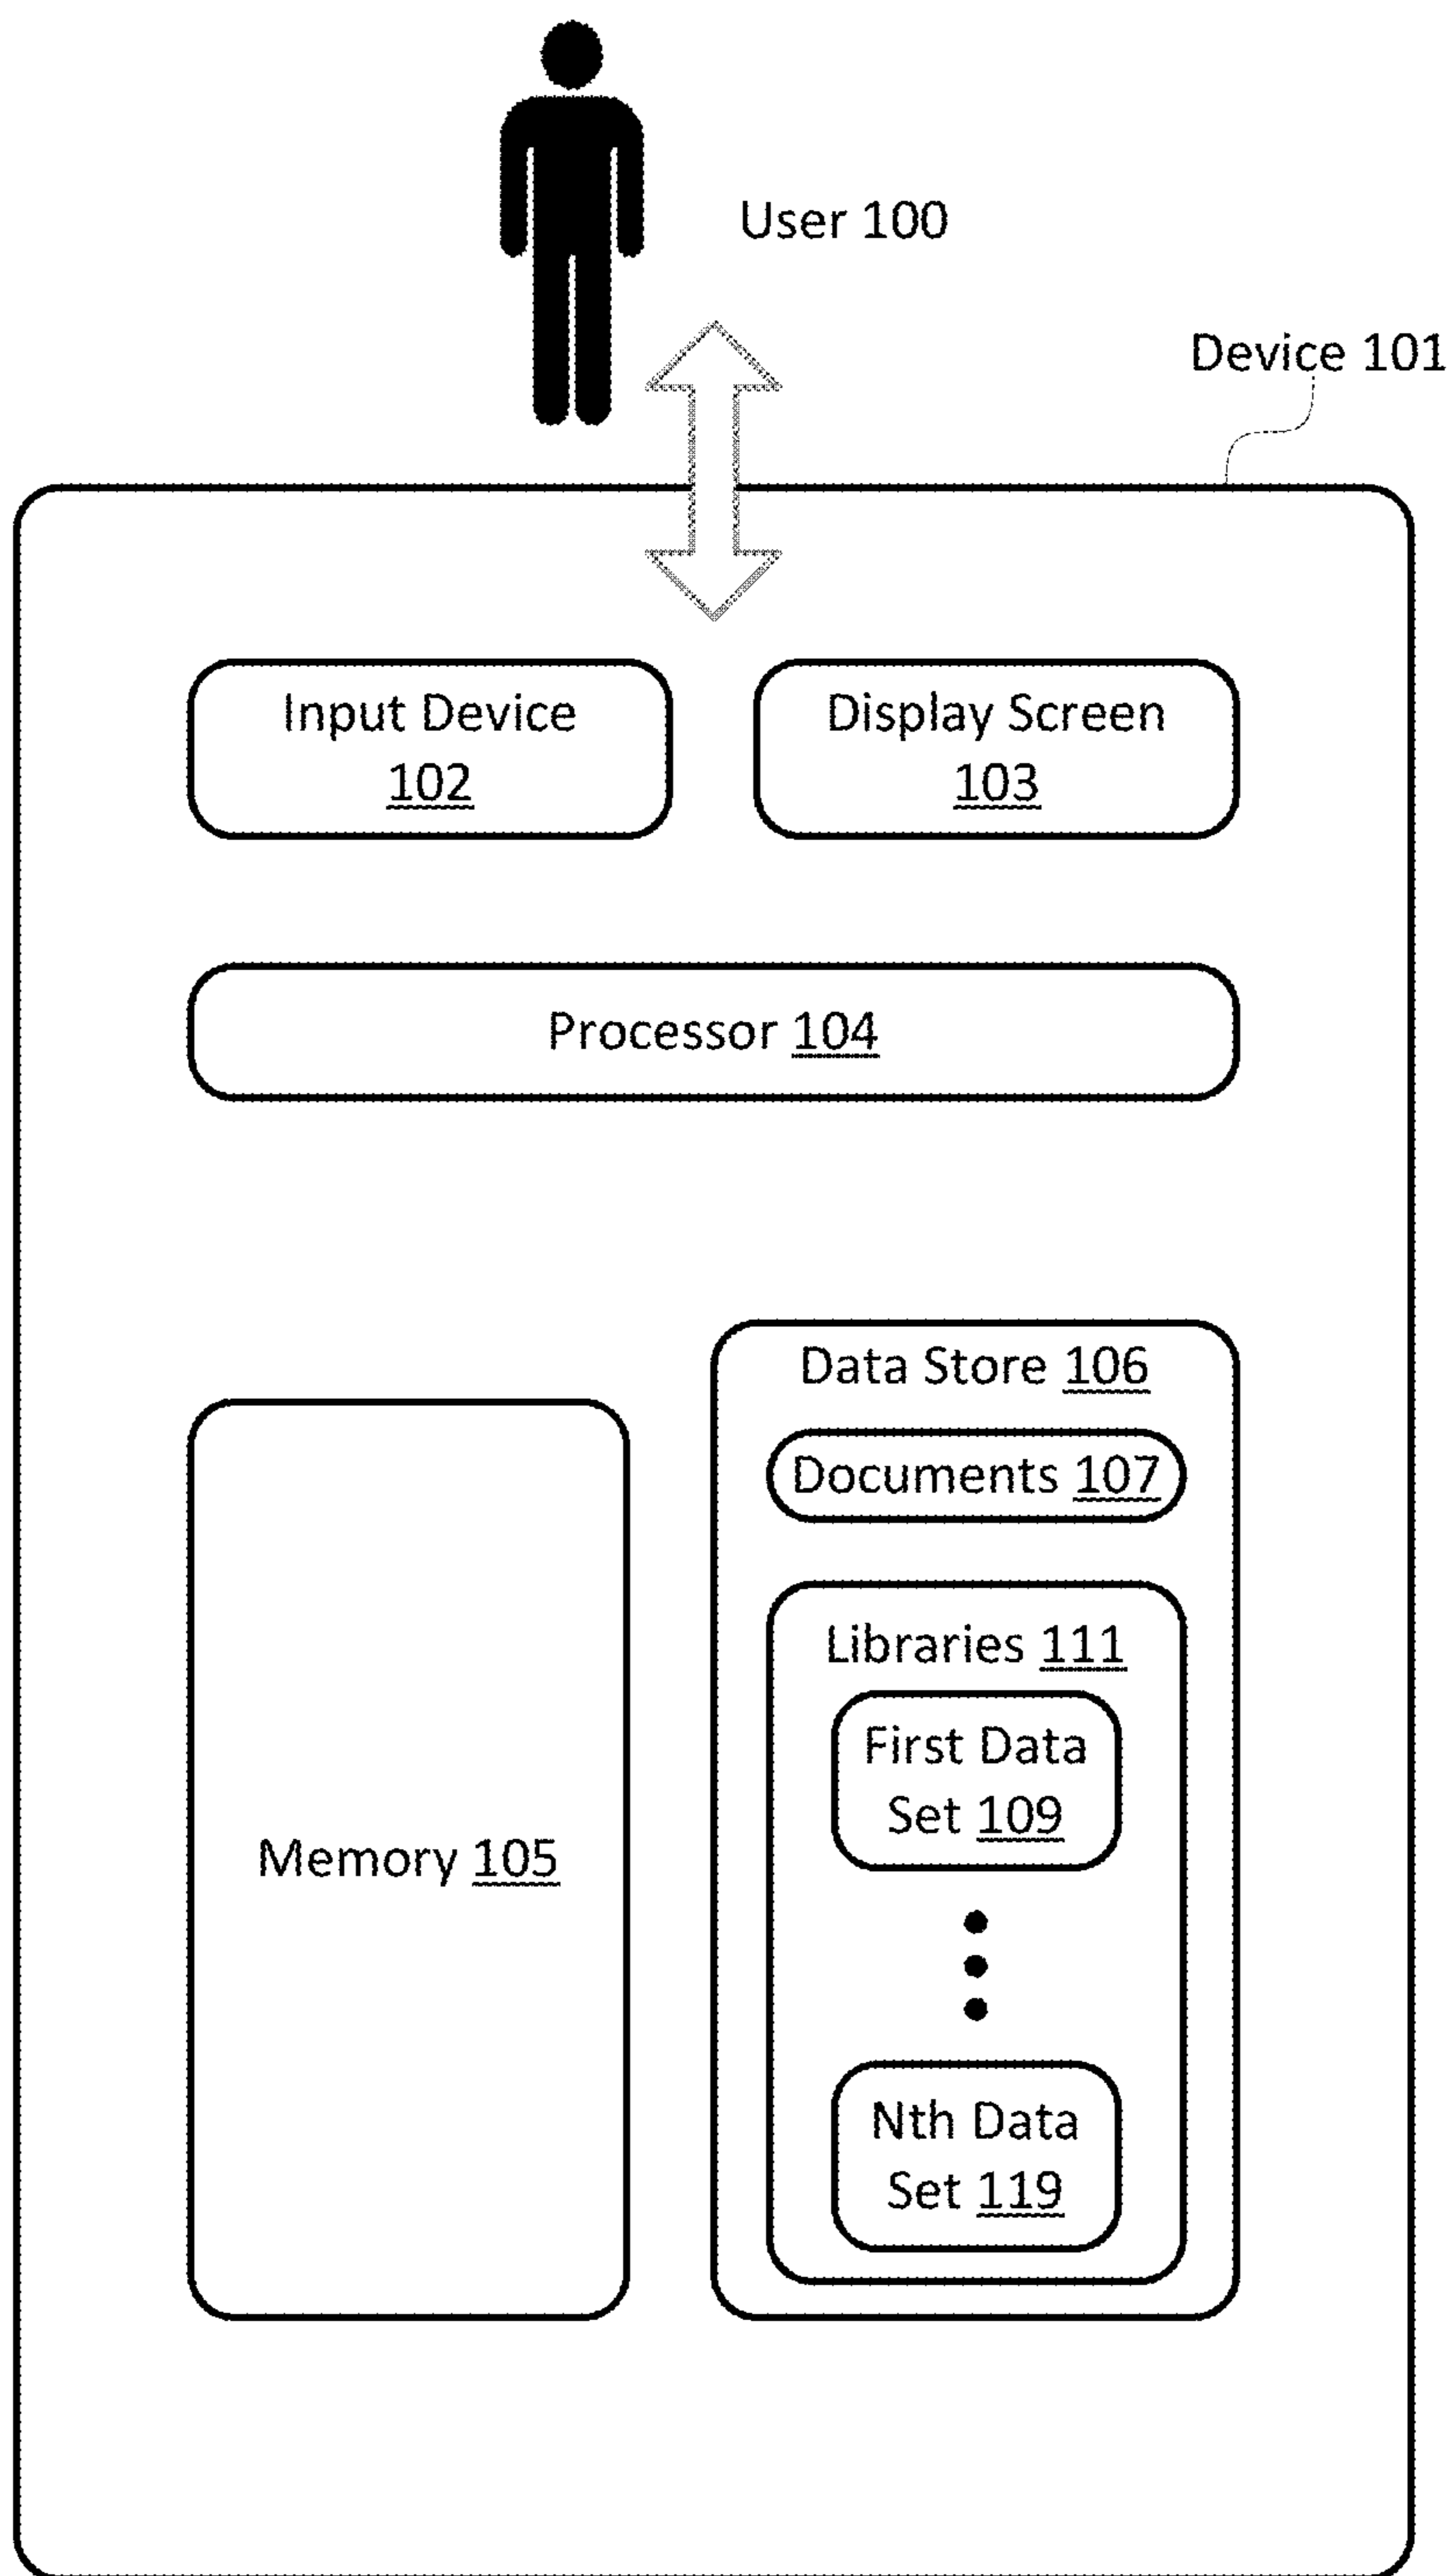 User 100
Device 101
Input Device
102
Display Screen
103
Processor 104
Data Store 106
Documents 107
Libraries 111
First Data
Set 109
Memory 105
Nth Data
Set 119